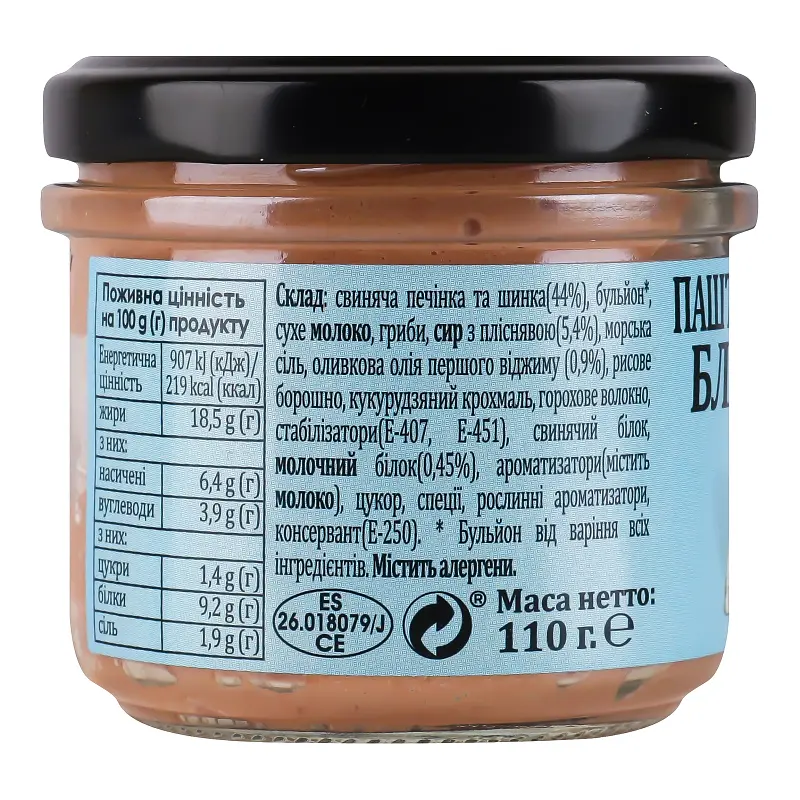 Поживна цінність
на 100 g (г) продукту
Енергетична цінність 907 kJ (кДж)/ 219 kcal (ккал)
жири 18,5 g (г)
з них:
насичені 6,4 g (г)
вуглеводи 3,9 g (г)
з них:
цукри 1,4 g (г)
білки 9,2 g (г)
сіль 1,9 g (г)
Склад: свиняча печінка та шинка(44%), бульйон*,
сухе молоко, гриби, сир з пліснявою(5,4%), морська
сіль, оливкова олія першого віджиму (0,9%), рисове
борошно, кукурудзяний крохмаль, горохове волокно,
стабілізатори(Е-407, Е-451), свинячий білок,
молочний білок(0,45%), ароматизатори(містить
молоко), цукор, спеції, рослинні ароматизатори,
консервант(Е-250). * Бульйон від варіння всіх
інгредієнтів. Містить алергени.
ES
26.018079/J
CE
® Маса нетто:
110 г. e